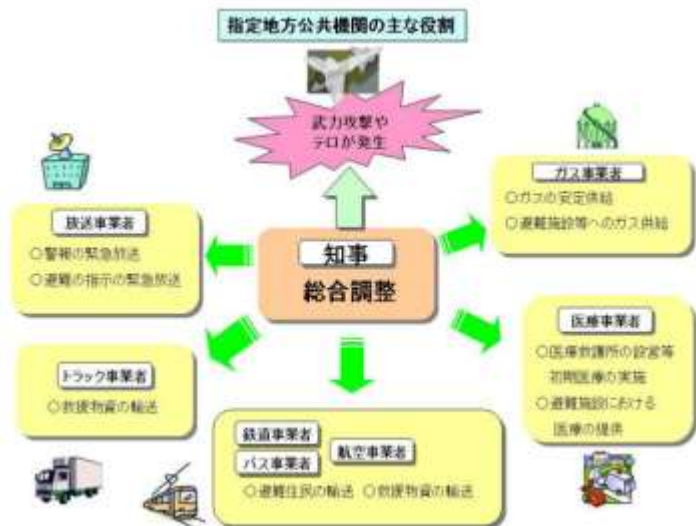 指定地方公共機関の主な役割
武力攻撃や
テロが発生
ガス事業者
○ガスの安定供給
○避難施設等へのガス供給
放送事業者
○警報の緊急放送
○避難の指示の緊急放送
知事
総合調整
医療事業者
○医療救護所の設営等
初期医療の実施
○避難施設における
医療の提供
トラック事業者
○救援物資の輸送
鉄道事業者
バス事業者
航空事業者
○避難住民の輸送 ○救援物資の輸送